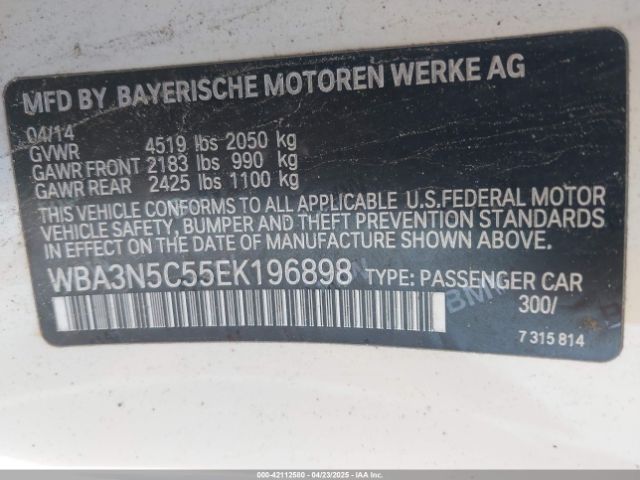 MFD BY BAYERISCHE MOTOREN WERKE AG
04/14
GVWR 4519 lbs 2050 kg
GAWR FRONT 2183 lbs 990 kg
GAWR REAR 2425 lbs 1100 kg
THIS VEHICLE CONFORMS TO ALL APPLICABLE U.S.FEDERAL MOTOR
VEHICLE SAFETY, BUMPER AND THEFT PREVENTION STANDARDS
IN EFFECT ON THE DATE OF MANUFACTURE SHOWN ABOVE.
WBA3N5C55EK196898 TYPE: PASSENGER CAR
300/
BMW
7 315 814
000-42112580 - 04/23/2025 - IAAI.COM